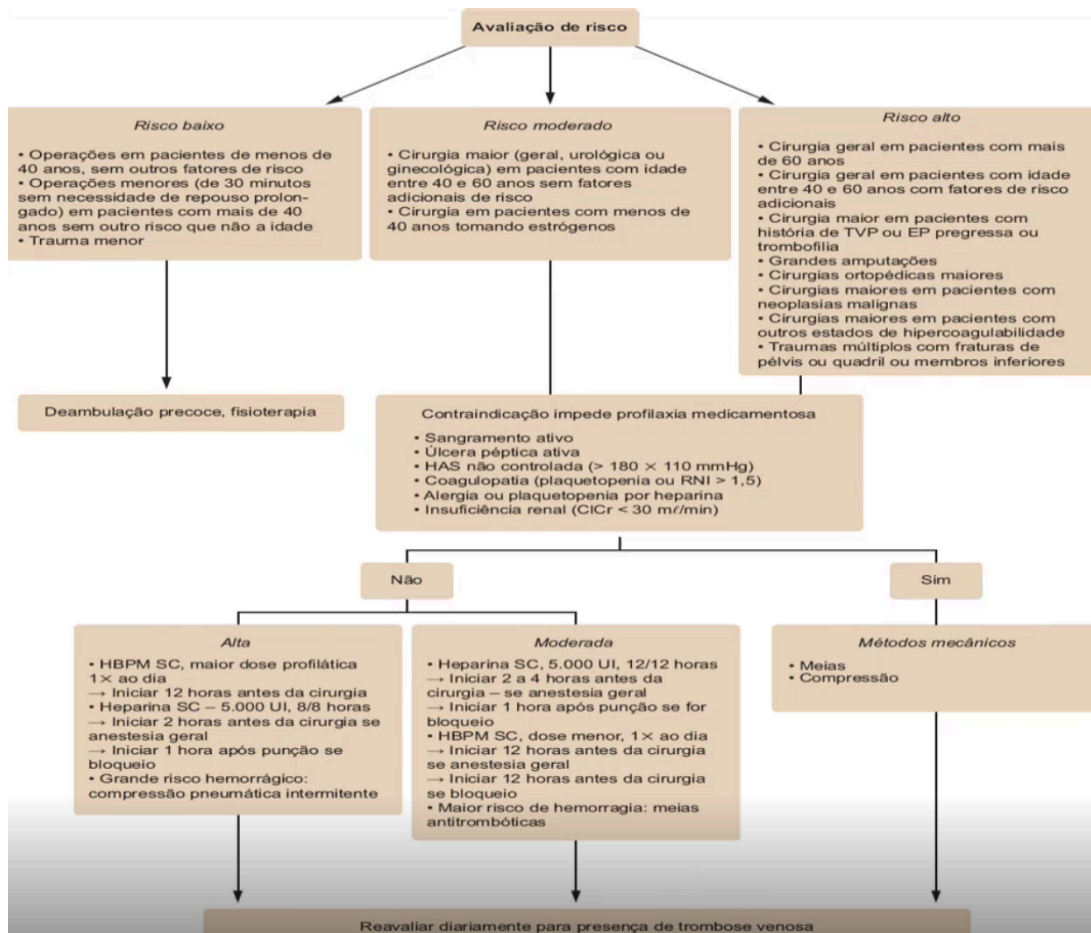 Avaliação de risco
Risco baixo
• Operações em pacientes de menos de
40 anos, sem outros fatores de risco
• Operações menores (de 30 minutos
sem necessidade de repouso prolon-
gado) em pacientes com mais de 40
anos sem outro risco que não a idade
• Trauma menor
Risco moderado
• Cirurgia maior (geral, urológica ou
ginecológica) em pacientes com idade
entre 40 e 60 anos sem fatores
adicionais de risco
• Cirurgia em pacientes com menos de
40 anos tomando estrógenos
Risco alto
• Cirurgia geral em pacientes com mais
de 60 anos
• Cirurgia geral em pacientes com idade
entre 40 e 60 anos com fatores de risco
adicionais
• Cirurgia maior em pacientes com
história de TVP ou EP pregressa ou
trombofilia
• Grandes amputações
• Cirurgias ortopédicas maiores
• Cirurgias maiores em pacientes com
neoplasias malignas
• Cirurgias maiores em pacientes com
outros estados de hipercoagulabilidade
• Traumas múltiplos com fraturas de
pélvis ou quadril ou membros inferiores
Deambulação precoce, fisioterapia
Contraindicação impede profilaxia medicamentosa
• Sangramento ativo
• Úlcera péptica ativa
• HAS não controlada (> 180 × 110 mmHg)
• Coagulopatia (plaquetopenia ou RNI > 1,5)
• Alergia ou plaquetopenia por heparina
• Insuficiência renal (ClCr < 30 mℓ/min)
Não
Sim
Alta
• HBPM SC, maior dose profilática
1× ao dia
→ Iniciar 12 horas antes da cirurgia
• Heparina SC – 5.000 UI, 8/8 horas
→ Iniciar 2 horas antes da cirurgia se
anestesia geral
→ Iniciar 1 hora após punção se
bloqueio
• Grande risco hemorrágico:
compressão pneumática intermitente
Moderada
• Heparina SC, 5.000 UI, 12/12 horas
→ Iniciar 2 a 4 horas antes da
cirurgia – se anestesia geral
→ Iniciar 1 hora após punção se for
bloqueio
• HBPM SC, dose menor, 1× ao dia
→ Iniciar 12 horas antes da cirurgia
se anestesia geral
→ Iniciar 12 horas antes da cirurgia
se bloqueio
• Maior risco de hemorragia: meias
antitrombóticas
Métodos mecânicos
• Meias
• Compressão
Reavaliar diariamente para presença de trombose venosa